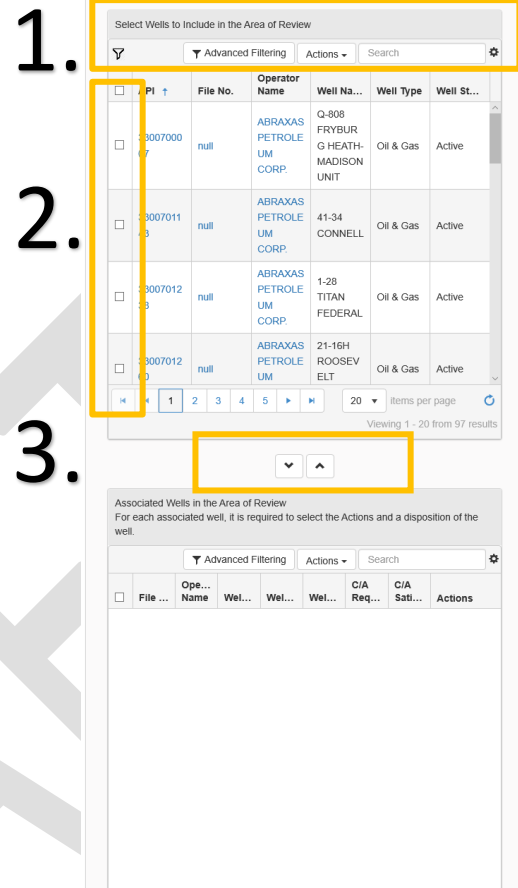 1.
Select Wells to Include in the Area of Review
Advanced Filtering Actions Search
API ↑ File No. Operator Name Well Na... Well Type Well St...
null ABRAXAS PETROLEUM CORP. Q-808 FRYBURG HEATH-MADISON UNIT Oil & Gas Active
2.
null ABRAXAS PETROLEUM CORP. 41-34 CONNELL Oil & Gas Active
null ABRAXAS PETROLEUM CORP. 1-28 TITAN FEDERAL Oil & Gas Active
null ABRAXAS PETROLEUM 21-16H ROOSEVELT Oil & Gas Active
1 2 3 4 5 20 items per page
Viewing 1 - 20 from 97 results
3.
Associated Wells in the Area of Review
For each associated well, it is required to select the Actions and a disposition of the
well.
Advanced Filtering Actions Search
File ... Ope... Name Wel... Wel... Wel... C/A Req... C/A Sati... Actions